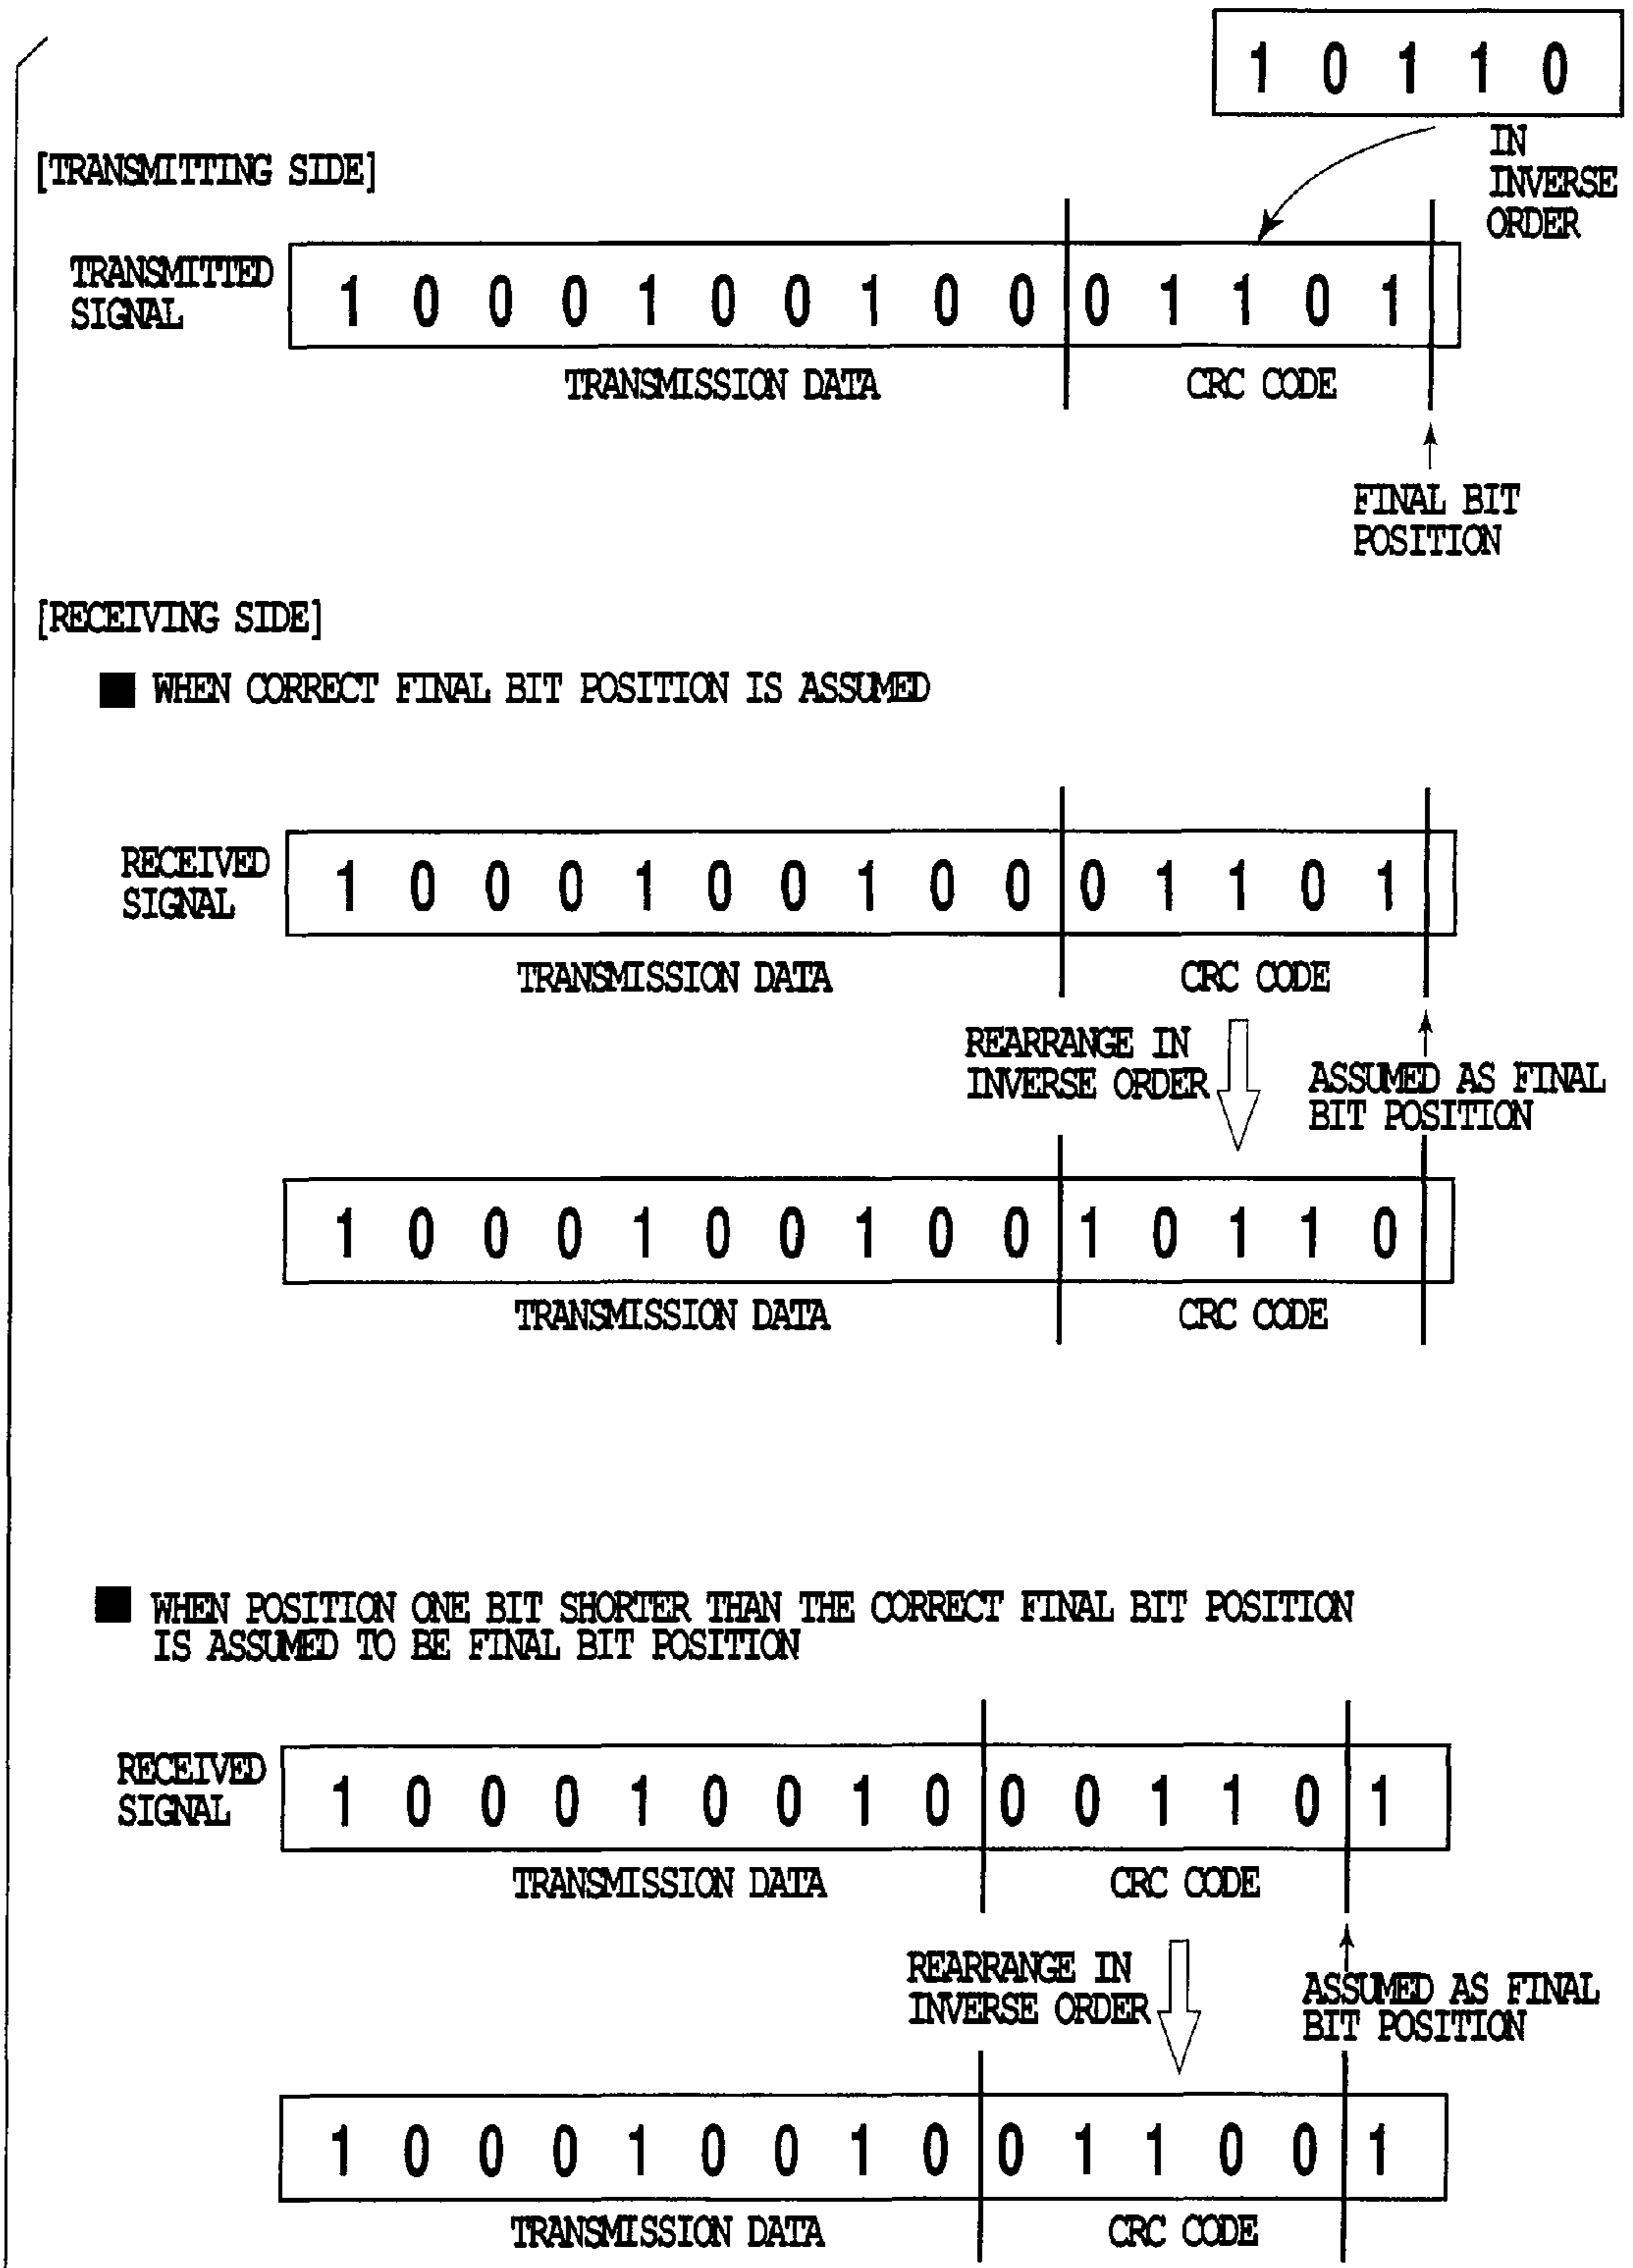 1 0 1 1 0
IN
INVERSE
ORDER
[TRANSMITTING SIDE]
TRANSMITTED
SIGNAL
1 0 0 0 1 0 0 1 0 0 0 1 1 0 1
TRANSMISSION DATA CRC CODE
FINAL BIT
POSITION
[RECEIVING SIDE]
WHEN CORRECT FINAL BIT POSITION IS ASSUMED
RECEIVED
SIGNAL
1 0 0 0 1 0 0 1 0 0 0 1 1 0 1
TRANSMISSION DATA CRC CODE
REARRANGE IN
INVERSE ORDER
ASSUMED AS FINAL
BIT POSITION
1 0 0 0 1 0 0 1 0 0 1 0 1 1 0
TRANSMISSION DATA CRC CODE
WHEN POSITION ONE BIT SHORTER THAN THE CORRECT FINAL BIT POSITION
IS ASSUMED TO BE FINAL BIT POSITION
RECEIVED
SIGNAL
1 0 0 0 1 0 0 1 0 0 0 1 1 0 1
TRANSMISSION DATA CRC CODE
REARRANGE IN
INVERSE ORDER
ASSUMED AS FINAL
BIT POSITION
1 0 0 0 1 0 0 1 0 0 1 1 0 0 1
TRANSMISSION DATA CRC CODE